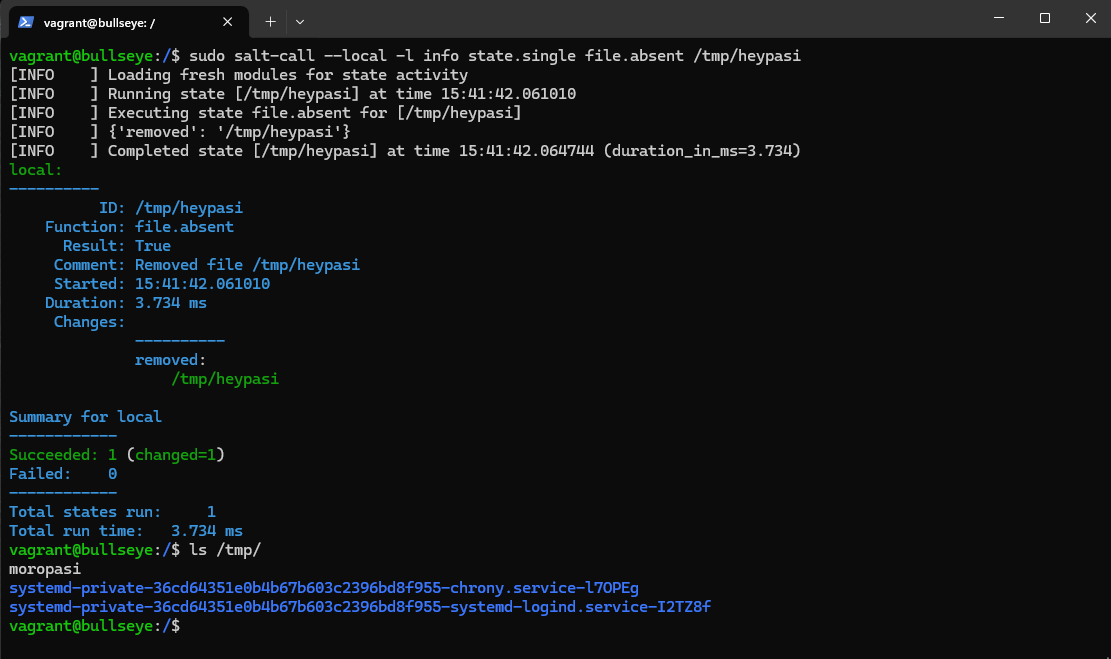 vagrant@bullseye: /
vagrant@bullseye:/$ sudo salt-call --local -l info state.single file.absent /tmp/heypasi
[INFO    ] Loading fresh modules for state activity
[INFO    ] Running state [/tmp/heypasi] at time 15:41:42.061010
[INFO    ] Executing state file.absent for [/tmp/heypasi]
[INFO    ] {'removed': '/tmp/heypasi'}
[INFO    ] Completed state [/tmp/heypasi] at time 15:41:42.064744 (duration_in_ms=3.734)
local:
----------
          ID: /tmp/heypasi
    Function: file.absent
      Result: True
     Comment: Removed file /tmp/heypasi
     Started: 15:41:42.061010
    Duration: 3.734 ms
     Changes:
              ----------
              removed:
                  /tmp/heypasi

Summary for local
------------
Succeeded: 1 (changed=1)
Failed:    0
------------
Total states run:     1
Total run time:   3.734 ms
vagrant@bullseye:/$ ls /tmp/
moropasi
systemd-private-36cd64351e0b4b67b603c2396bd8f955-chrony.service-l7OPEg
systemd-private-36cd64351e0b4b67b603c2396bd8f955-systemd-logind.service-I2TZ8f
vagrant@bullseye:/$